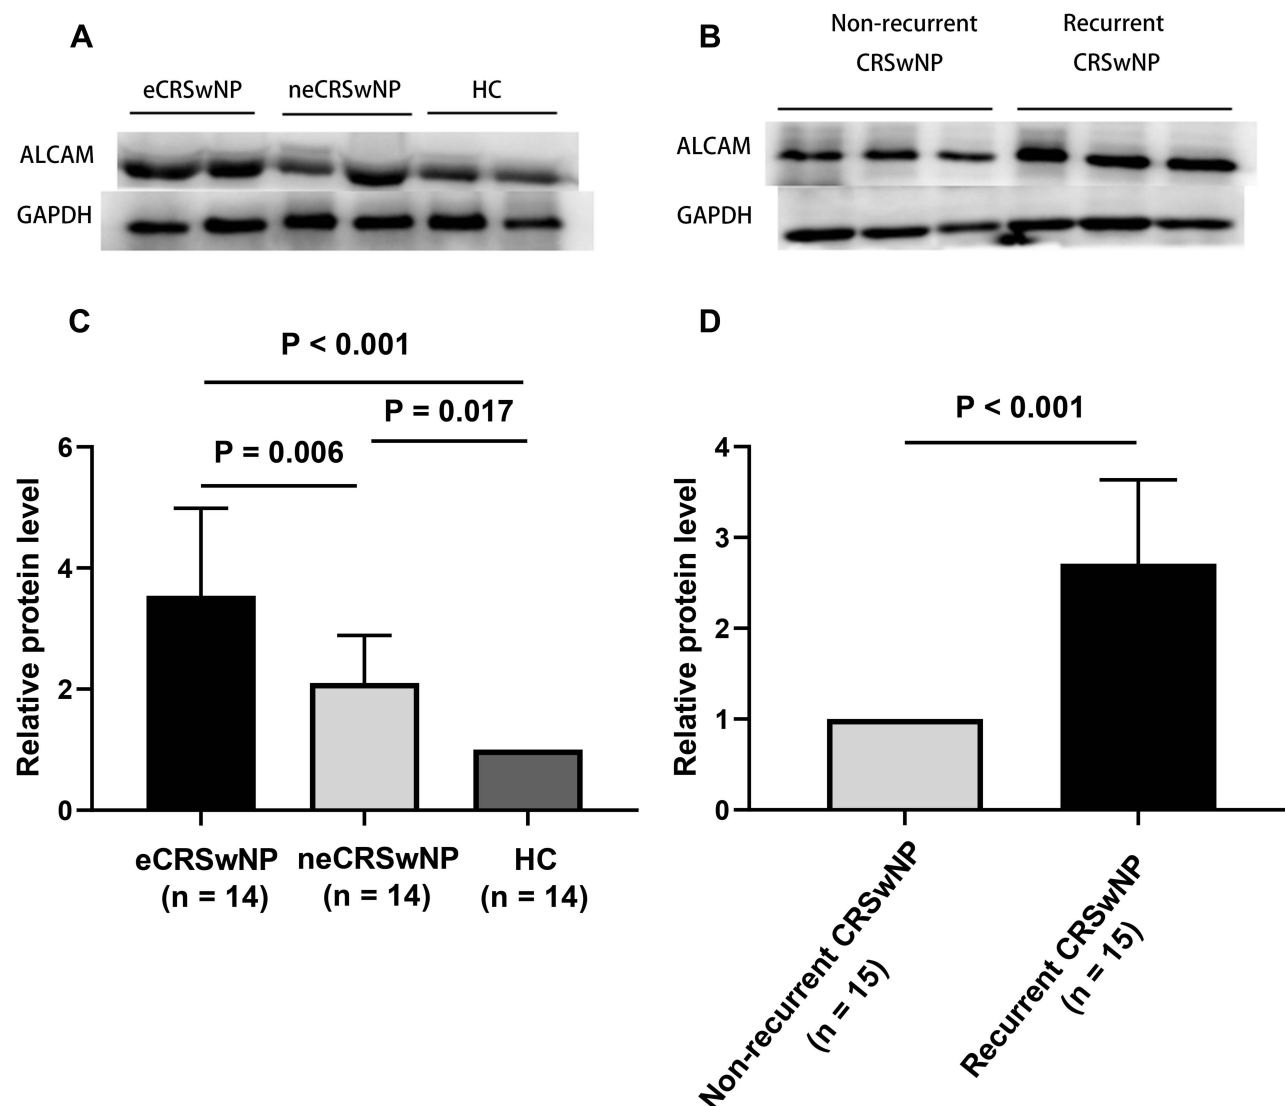 A
eCRSwNP neCRSwNP HC
ALCAM
GAPDH
B
Non-recurrent CRSwNP
Recurrent CRSwNP
ALCAM
GAPDH
C
P < 0.001
P = 0.017
P = 0.006
Relative protein level
6
4
2
0
eCRSwNP (n = 14)
neCRSwNP (n = 14)
HC (n = 14)
D
P < 0.001
Relative protein level
4
3
2
1
0
Non-recurrent CRSwNP (n = 15)
Recurrent CRSwNP (n = 15)